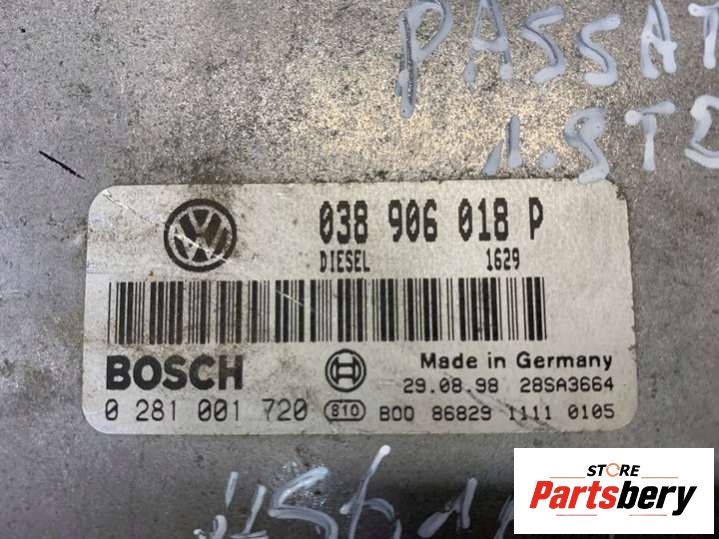 PASSAT
1.9TD
038 906 018 P
DIESEL 1629
BOSCH
Made in Germany
29.08.98 28SA3664
0 281 001 720 810 BOO 86829 1111 0105
STORE
Partsbery